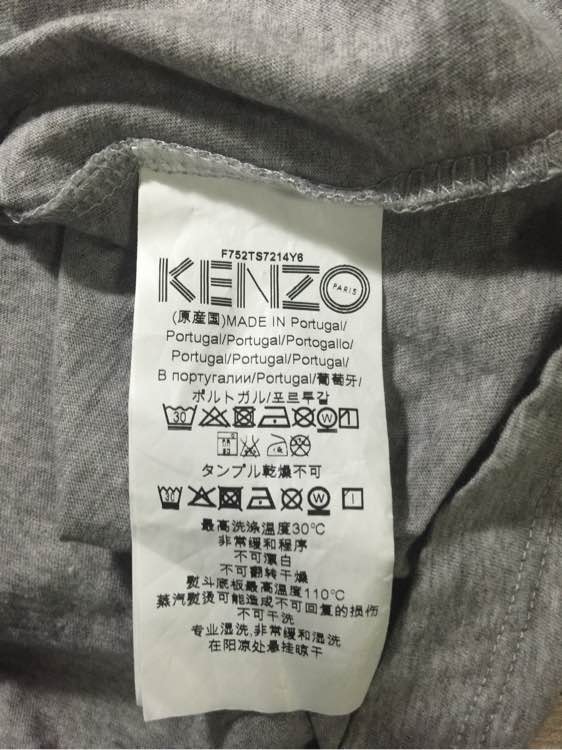 F752TS7214Y6
KENZO
PARIS
(原産国)MADE IN Portugal/
Portugal/Portugal/Portogallo/
Portugal/Portugal/Portugal/
В португалии/Portugal/葡萄牙/
ポルトガル/포르투갈
30 W
タンブル乾燥不可
30 W
最高洗涤温度30℃
非常缓和程序
不可漂白
不可翻转干燥
熨斗底板最高温度110℃
蒸汽熨烫可能造成不可回复的损伤
不可干洗
专业湿洗,非常缓和湿洗
在阳凉处悬挂晾干